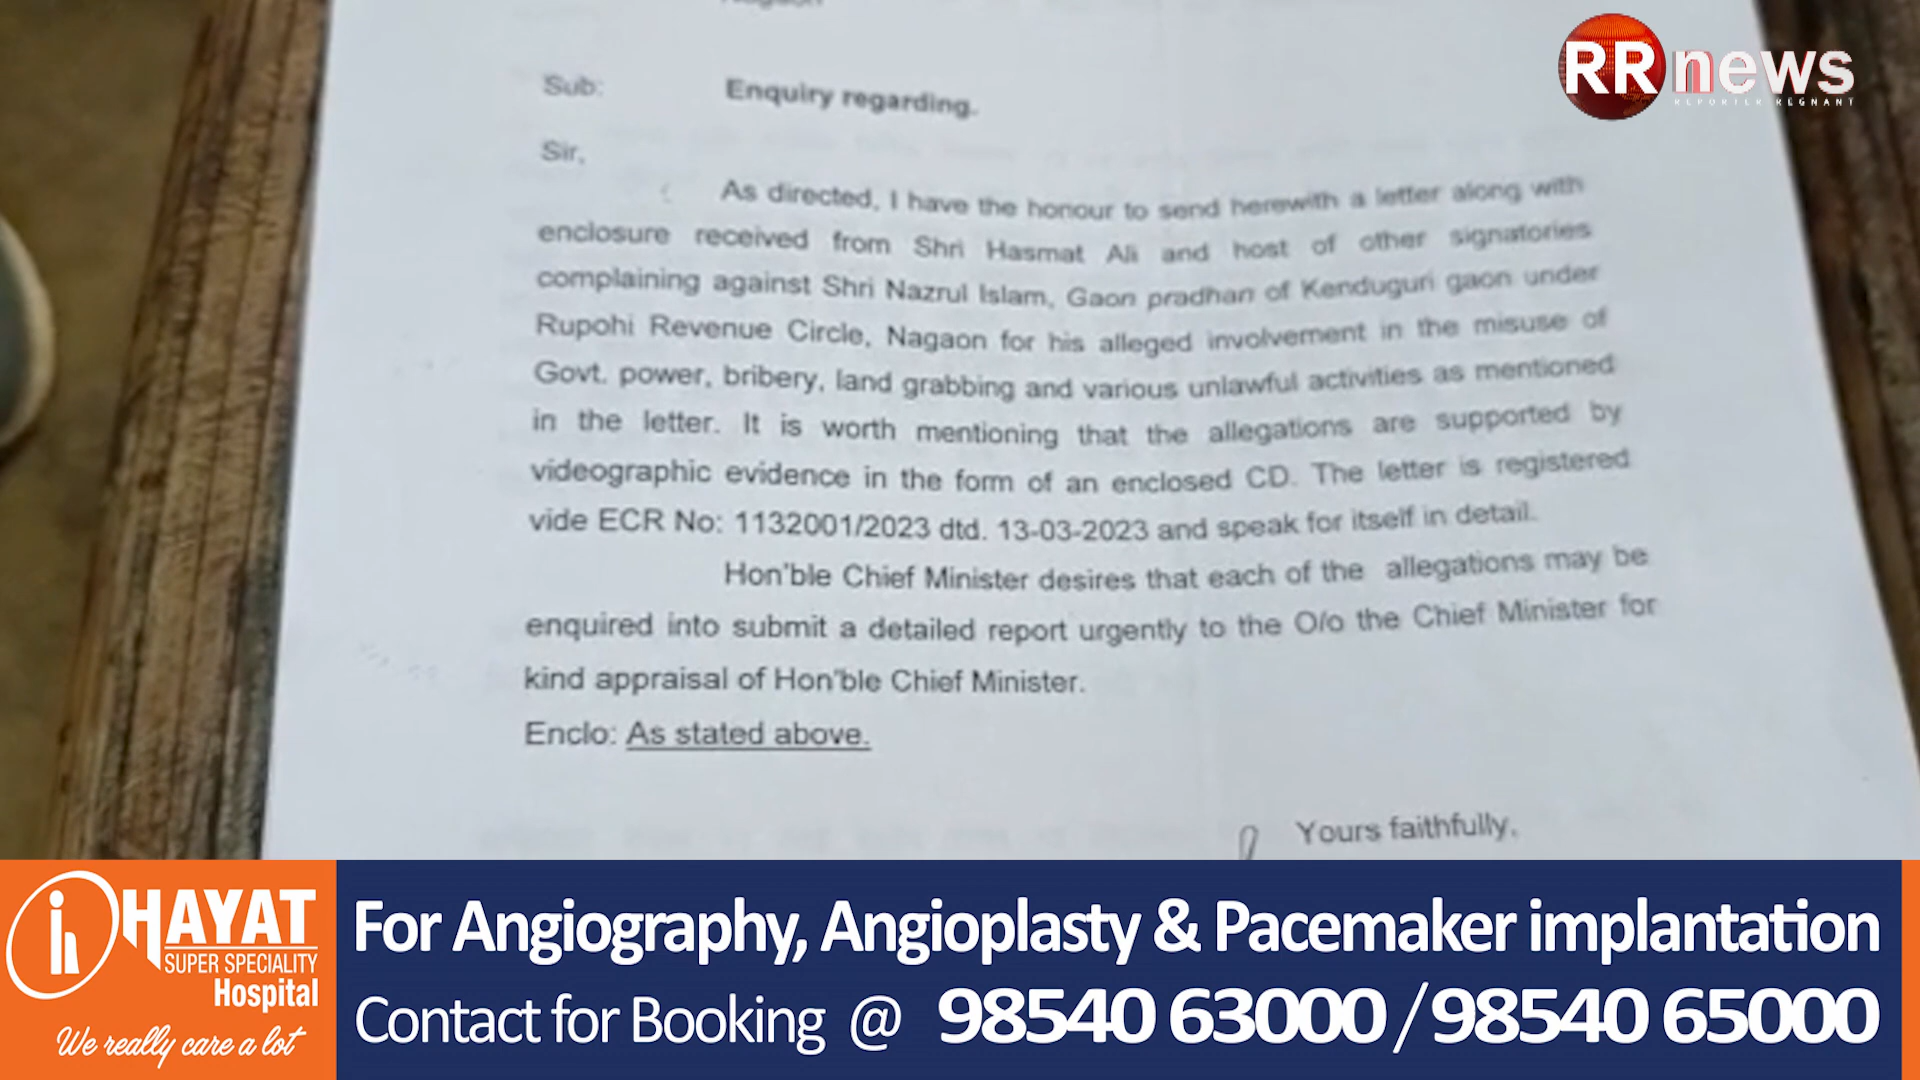 Nagaon
RR news
REPORTER REGNANT
Sub: Enquiry regarding.
Sir,
As directed, I have the honour to send herewith a letter along with
enclosure received from Shri Hasmat Ali and host of other signatories
complaining against Shri Nazrul Islam, Gaon pradhan of Kenduguri gaon under
Rupohi Revenue Circle, Nagaon for his alleged involvement in the misuse of
Govt. power, bribery, land grabbing and various unlawful activities as mentioned
in the letter. It is worth mentioning that the allegations are supported by
videographic evidence in the form of an enclosed CD. The letter is registered
vide ECR No: 1132001/2023 dtd. 13-03-2023 and speak for itself in detail.
Hon'ble Chief Minister desires that each of the allegations may be
enquired into submit a detailed report urgently to the O/o the Chief Minister for
kind appraisal of Hon'ble Chief Minister.
Enclo: As stated above.
Yours faithfully,
HAYAT
SUPER SPECIALITY
Hospital
We really care a lot
For Angiography, Angioplasty & Pacemaker implantation
Contact for Booking @ 98540 63000 / 98540 65000